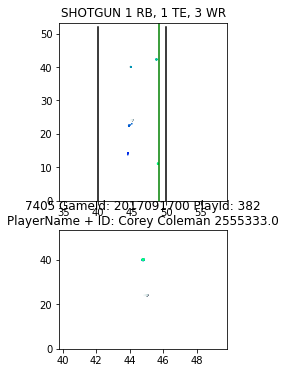 SHOTGUN 1 RB, 1 TE, 3 WR
50
40
30
20
10
0
35 40 45 50 55
7405 GameId: 2017091700 PlayId: 382
PlayerName + ID: Corey Coleman 2555333.0
40
20
0
40 42 44 46 48